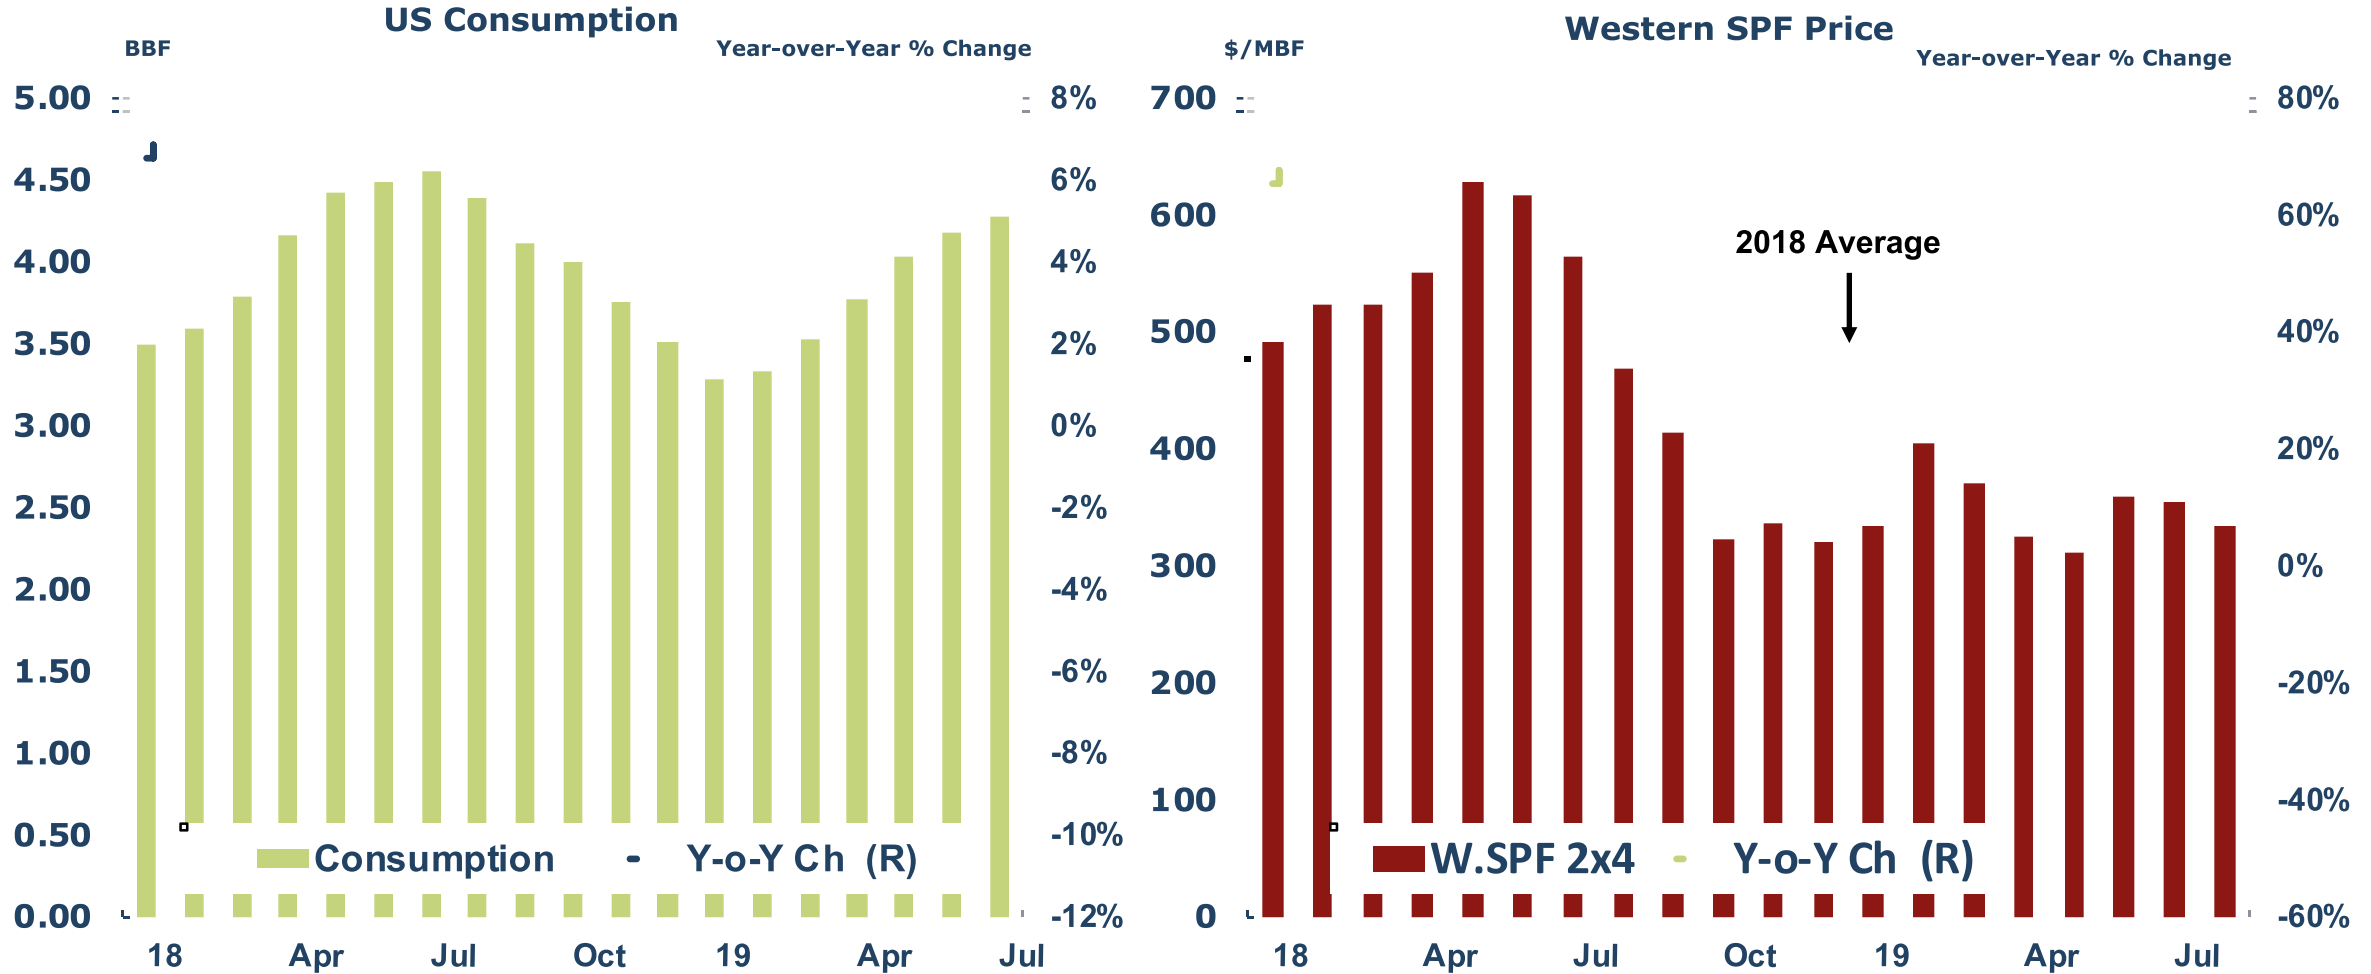 US Consumption
BBF
Year-over-Year % Change
5.00
4.50
4.00
3.50
3.00
2.50
2.00
1.50
1.00
0.50
0.00
8%
6%
4%
2%
0%
-2%
-4%
-6%
-8%
-10%
-12%
Consumption
Y-o-Y Ch (R)
18 Apr Jul Oct 19 Apr Jul
Western SPF Price
$/MBF
Year-over-Year % Change
700
600
500
400
300
200
100
0
80%
60%
40%
20%
0%
-20%
-40%
-60%
2018 Average
W.SPF 2x4
Y-o-Y Ch (R)
18 Apr Jul Oct 19 Apr Jul